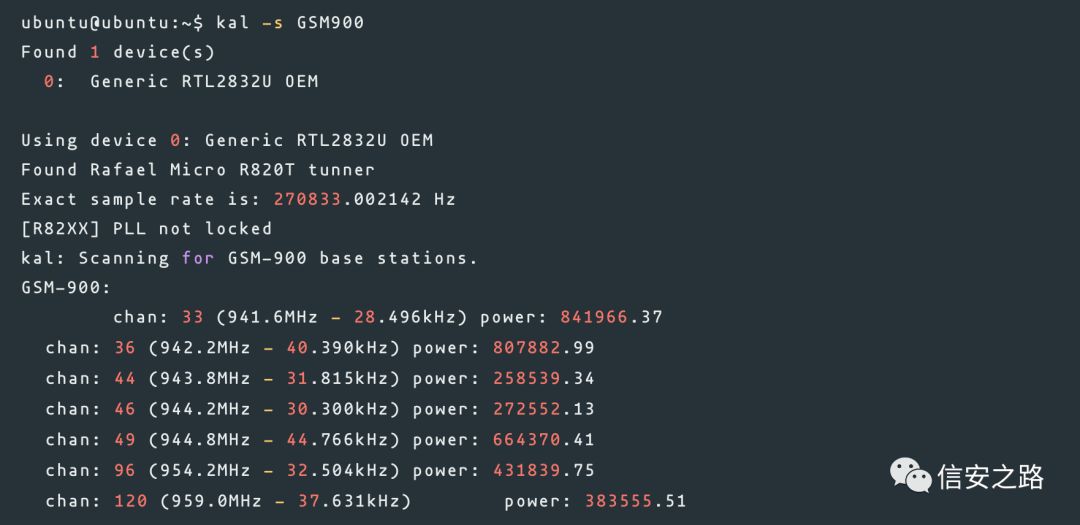 ubuntu@ubuntu:~$ kal -s GSM900
Found 1 device(s)
0: Generic RTL2832U OEM
Using device 0: Generic RTL2832U OEM
Found Rafael Micro R820T tunner
Exact sample rate is: 270833.002142 Hz
[R82XX] PLL not locked
kal: Scanning for GSM-900 base stations.
GSM-900:
chan: 33 (941.6MHz - 28.496kHz) power: 841966.37
chan: 36 (942.2MHz - 40.390kHz) power: 807882.99
chan: 44 (943.8MHz - 31.815kHz) power: 258539.34
chan: 46 (944.2MHz - 30.300kHz) power: 272552.13
chan: 49 (944.8MHz - 44.766kHz) power: 664370.41
chan: 96 (954.2MHz - 32.504kHz) power: 431839.75
chan: 120 (959.0MHz - 37.631kHz) power: 383555.51
信安之路